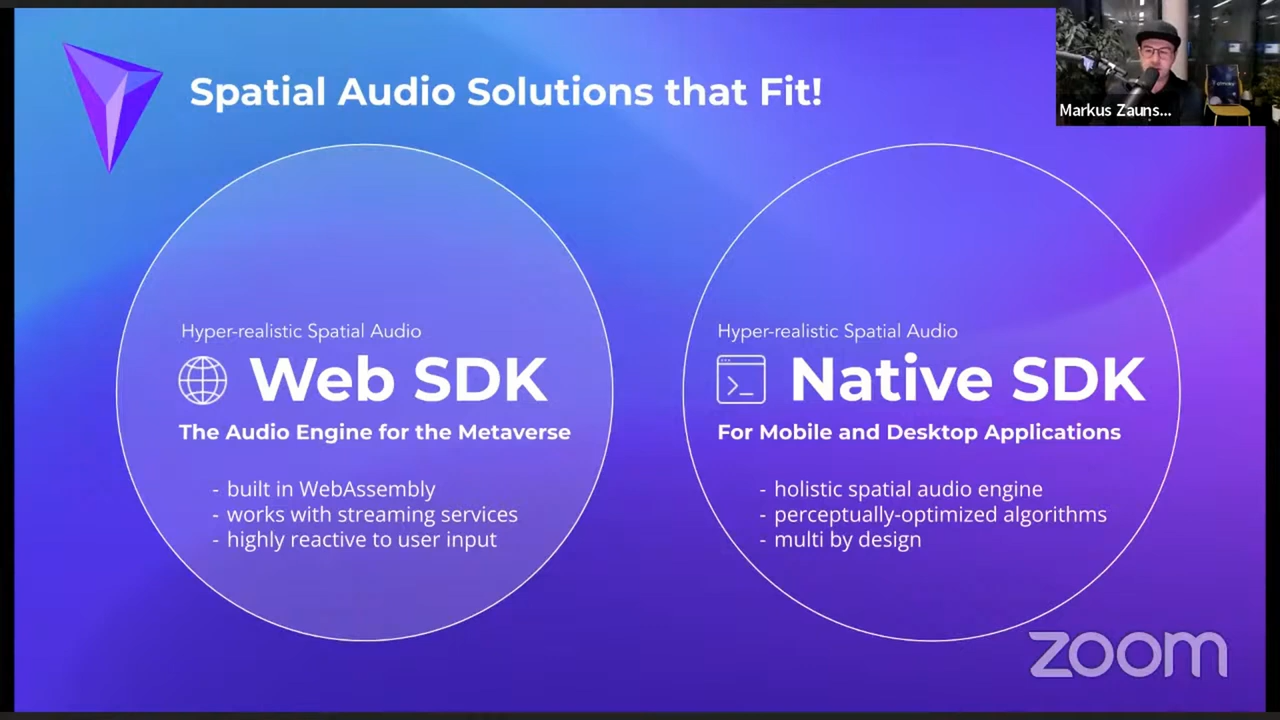 Spatial Audio Solutions that Fit!
Markus Zauns...
Hyper-realistic Spatial Audio
Web SDK
The Audio Engine for the Metaverse
- built in WebAssembly
- works with streaming services
- highly reactive to user input
Hyper-realistic Spatial Audio
Native SDK
For Mobile and Desktop Applications
- holistic spatial audio engine
- perceptually-optimized algorithms
- multi by design
zoom